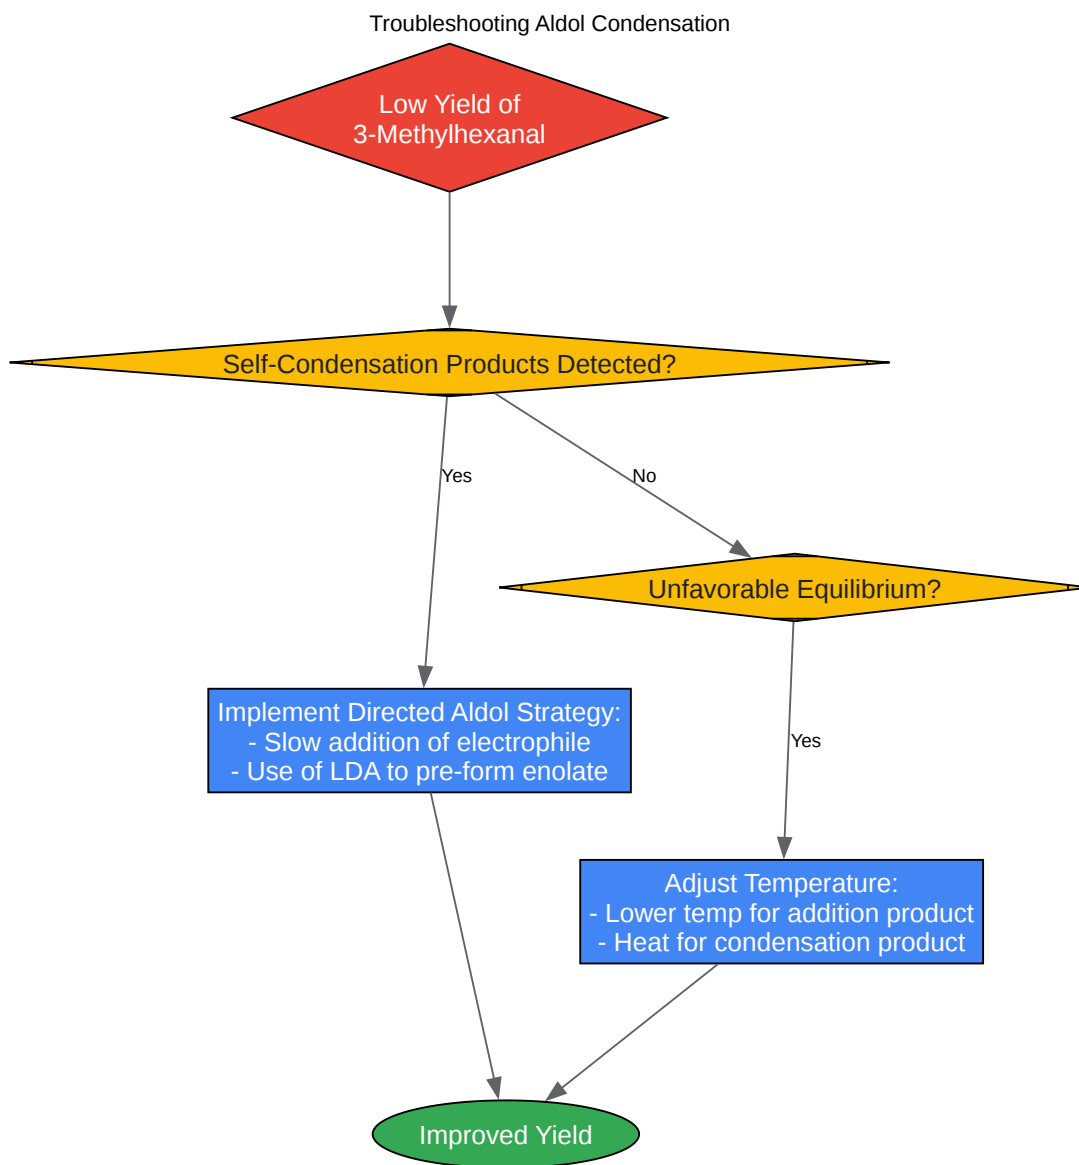 Troubleshooting Aldol Condensation
Low Yield of
3-Methylhexanal
Self-Condensation Products Detected?
Yes
No
Unfavorable Equilibrium?
Implement Directed Aldol Strategy:
- Slow addition of electrophile
- Use of LDA to pre-form enolate
Yes
Adjust Temperature:
- Lower temp for addition product
- Heat for condensation product
Improved Yield